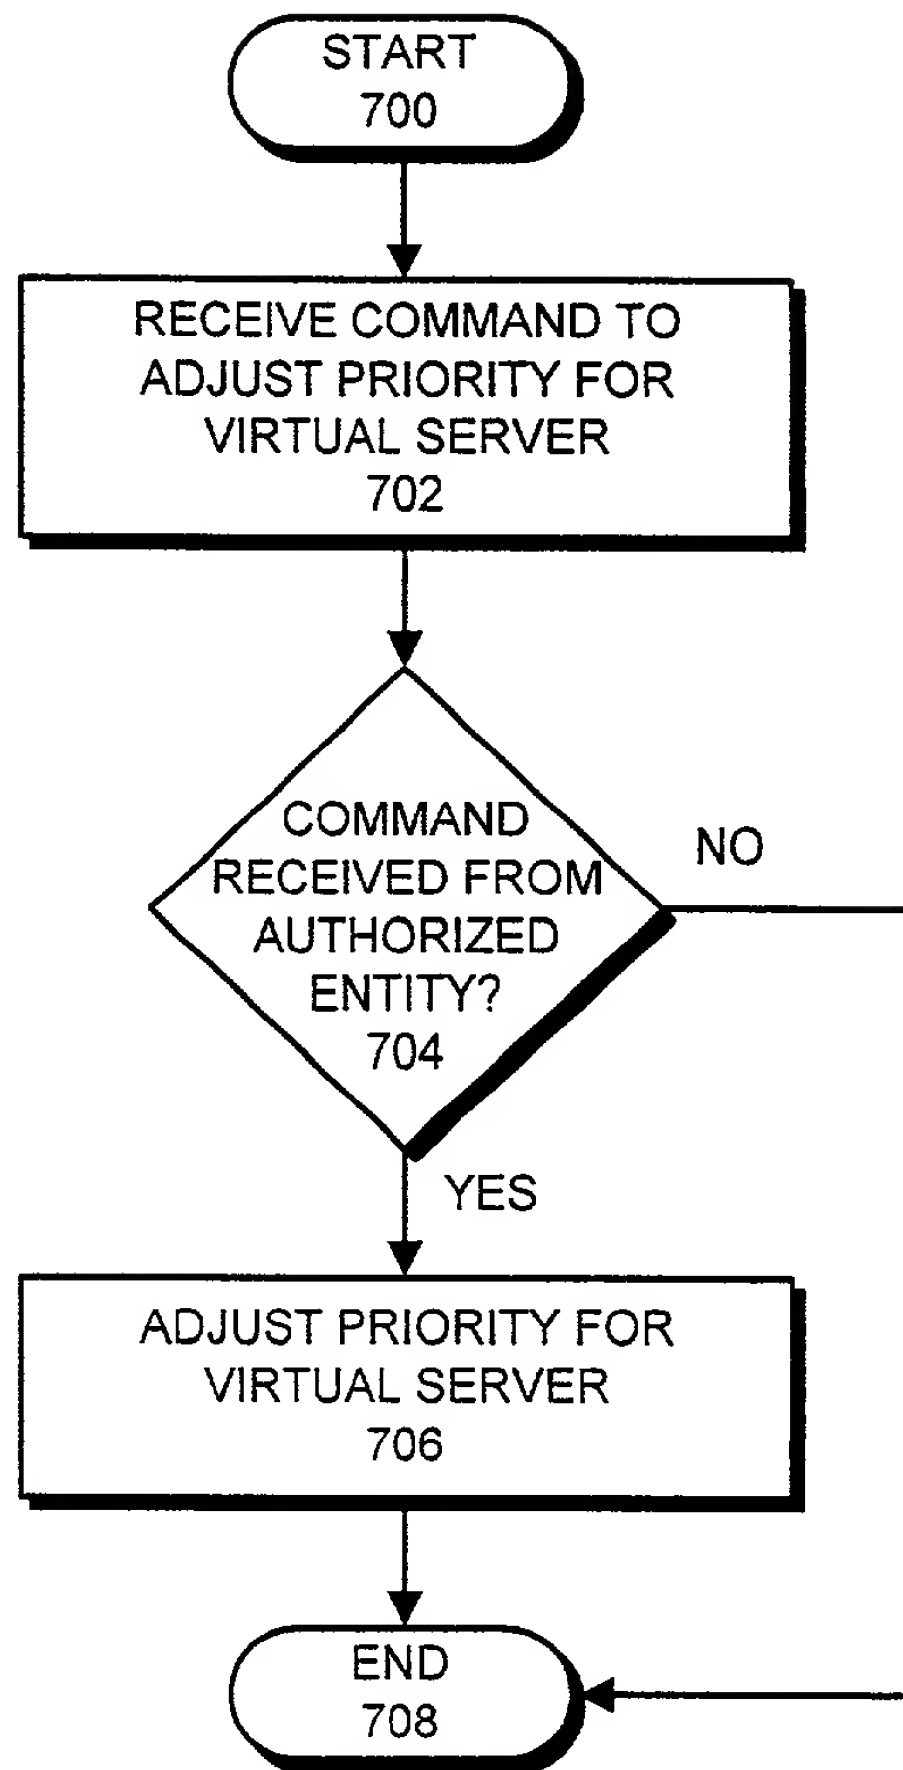 START
700
RECEIVE COMMAND TO
ADJUST PRIORITY FOR
VIRTUAL SERVER
702
COMMAND
RECEIVED FROM
AUTHORIZED
ENTITY?
704
NO
YES
ADJUST PRIORITY FOR
VIRTUAL SERVER
706
END
708